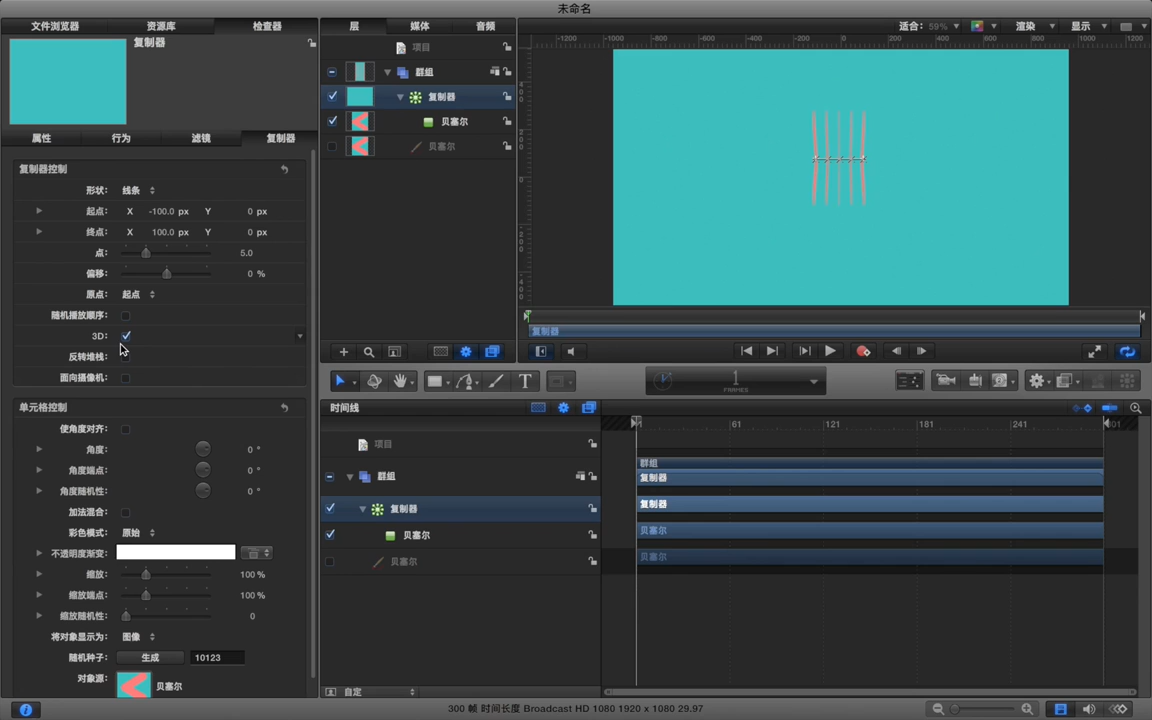 未命名
文件浏览器 资源库 检查器
复制器
属性 行为 滤镜 复制器
复制器控制
形状: 线条
起点: X -100.0 px Y 0 px
终点: X 100.0 px Y 0 px
点: 5.0
偏移: 0 %
原点: 起点
随机播放顺序:
3D:
反转堆栈:
面向摄像机:
单元格控制
使角度对齐:
角度: 0 °
角度端点: 0 °
角度随机性: 0 °
加法混合:
彩色模式: 原始
不透明度渐变:
缩放: 100 %
缩放端点: 100 %
缩放随机性: 0
将对象显示为: 图像
随机种子: 生成 10123
对象源: 贝塞尔
层 媒体 音频
项目
群组
复制器
贝塞尔
贝塞尔
适合: 59% 渲染 显示
-1200 -1000 -800 -600 -400 -200 0 200 400 600 800 1000 1200
复制器
T
1
FRAMES
时间线
61 121 181 241 301
项目
群组
复制器
贝塞尔
贝塞尔
群组
复制器
复制器
贝塞尔
贝塞尔
自定
300 帧 时间长度 Broadcast HD 1080 1920 x 1080 29.97